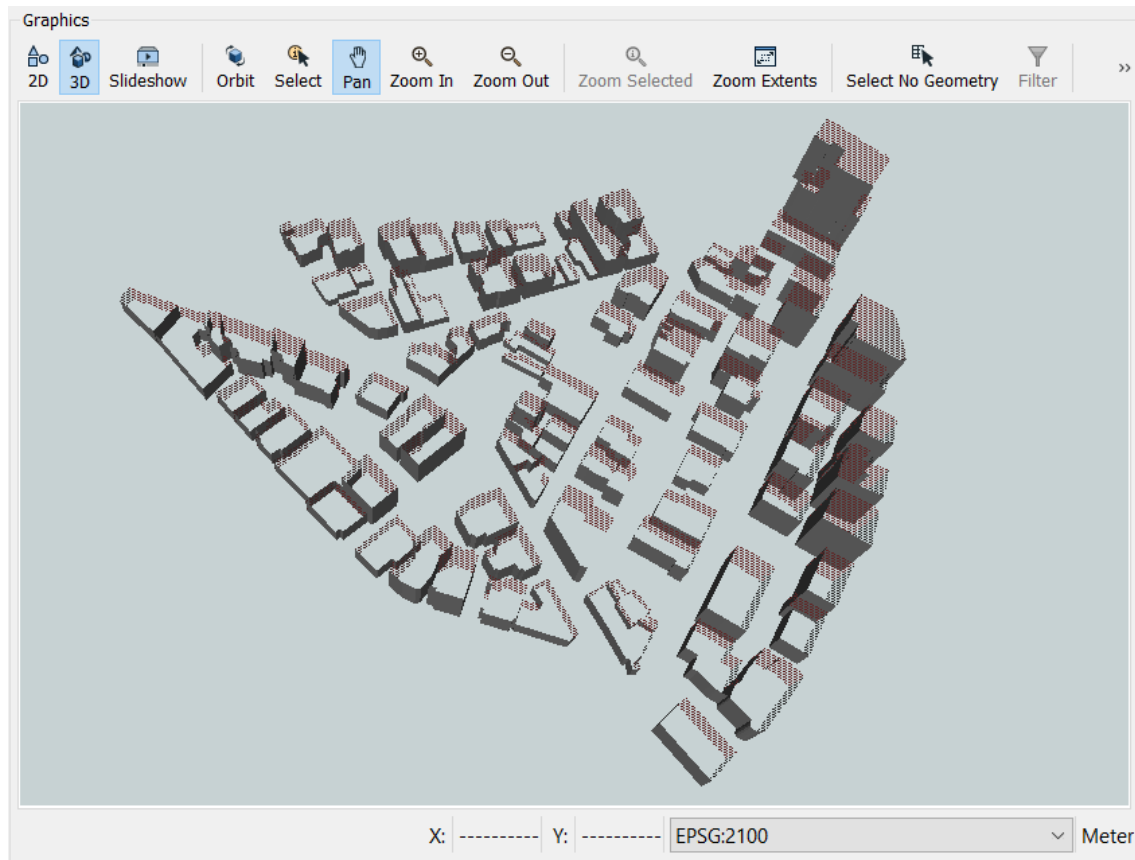 Graphics
2D 3D Slideshow Orbit Select Pan Zoom In Zoom Out Zoom Selected Zoom Extents Select No Geometry Filter »
X: ---------- Y: ---------- EPSG:2100 Meter